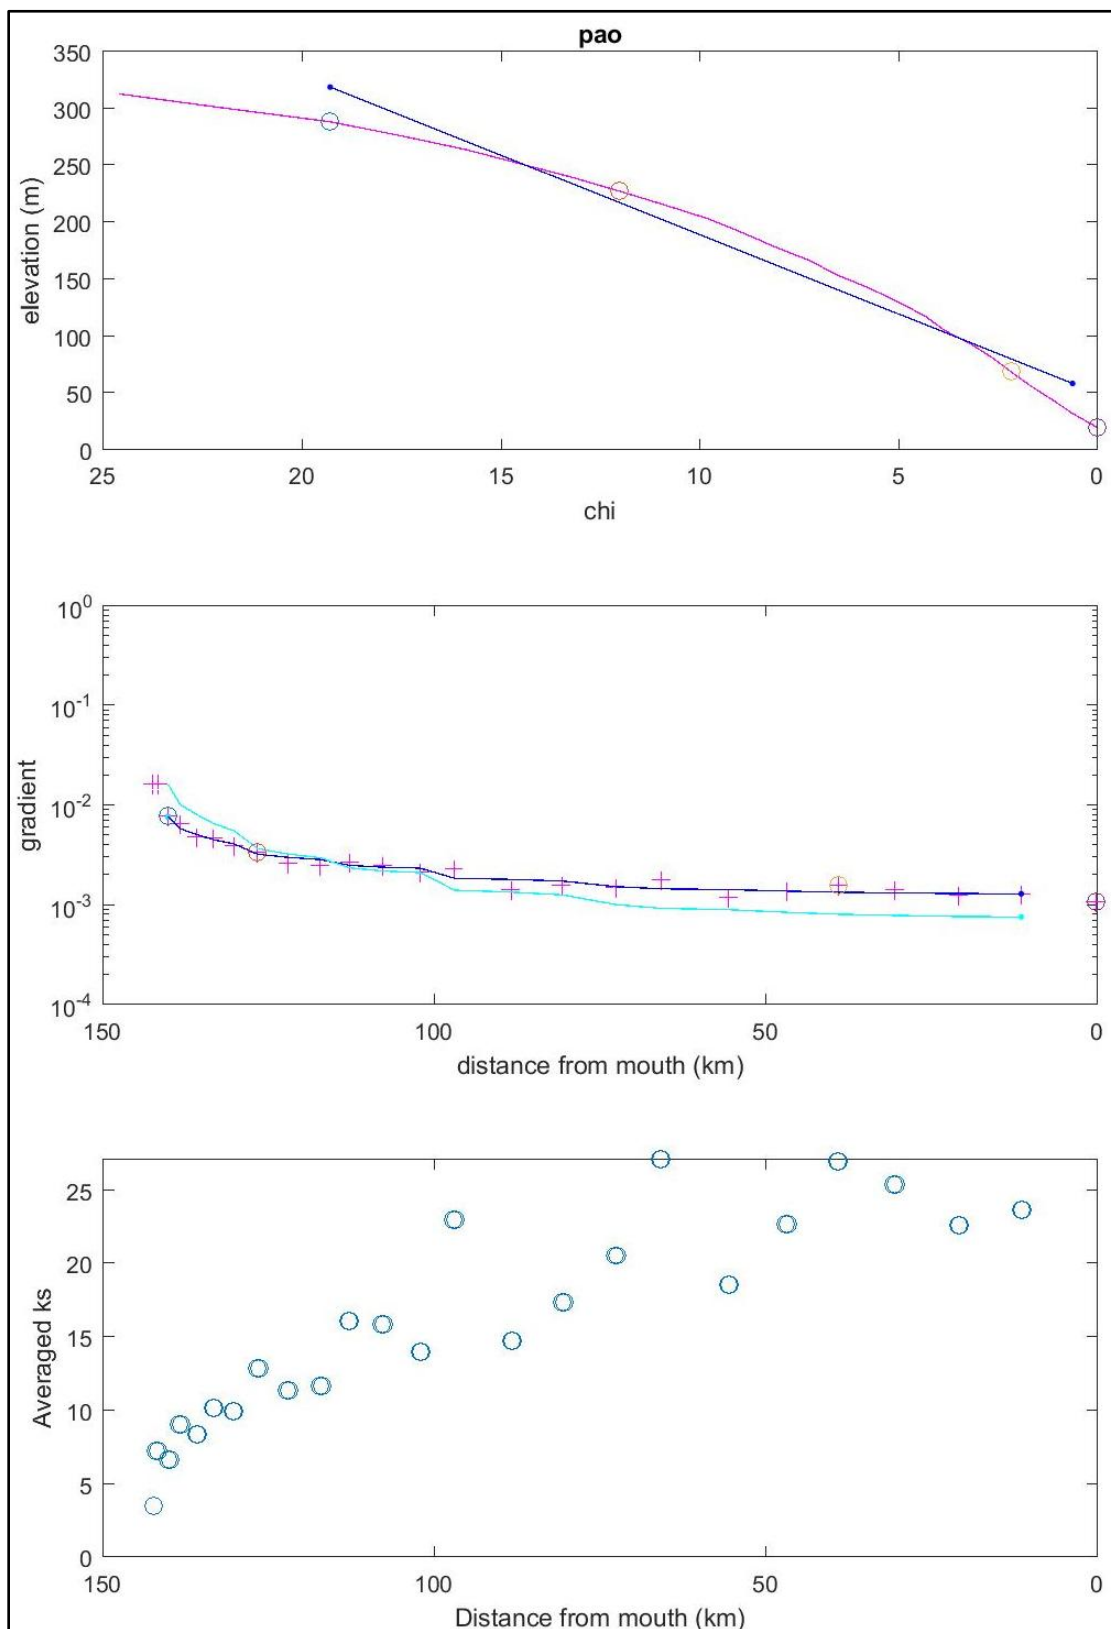 pao
350
300
250
200
150
100
50
0
elevation (m)
25 20 15 10 5 0
chi
10^0
10^-1
10^-2
10^-3
10^-4
gradient
150 100 50 0
distance from mouth (km)
25
20
15
10
5
0
Averaged ks
150 100 50 0
Distance from mouth (km)